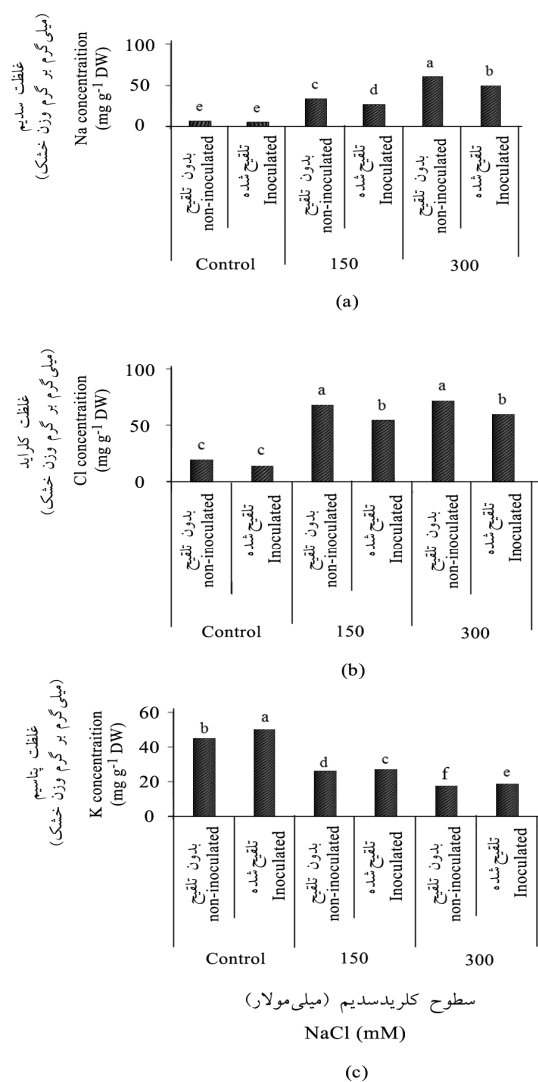 غلظت سدیم
(میلی‌گرم بر گرم وزن خشک)
Na concentraition
(mg g-1 DW)
100
50
0
e
e
c
d
a
b
بدون تلقیح
non-inoculated
تلقیح‌شده
Inoculated
بدون تلقیح
non-inoculated
تلقیح‌شده
Inoculated
بدون تلقیح
non-inoculated
تلقیح‌شده
Inoculated
Control
150
300
(a)
غلظت کلراید
(میلی‌گرم بر گرم وزن خشک)
Cl concentraition
(mg g-1 DW)
100
50
0
c
c
a
b
a
b
بدون تلقیح
non-inoculated
تلقیح‌شده
Inoculated
بدون تلقیح
non-inoculated
تلقیح‌شده
Inoculated
بدون تلقیح
non-inoculated
تلقیح‌شده
Inoculated
Control
150
300
(b)
غلظت پتاسیم
(میلی‌گرم بر گرم وزن خشک)
K concentraition
(mg g-1 DW)
60
40
20
0
b
a
d
c
f
e
بدون تلقیح
non-inoculated
تلقیح‌شده
Inoculated
بدون تلقیح
non-inoculated
تلقیح‌شده
Inoculated
بدون تلقیح
non-inoculated
تلقیح‌شده
Inoculated
Control
150
300
سطوح کلریدسدیم (میلی‌مولار)
NaCl (mM)
(c)